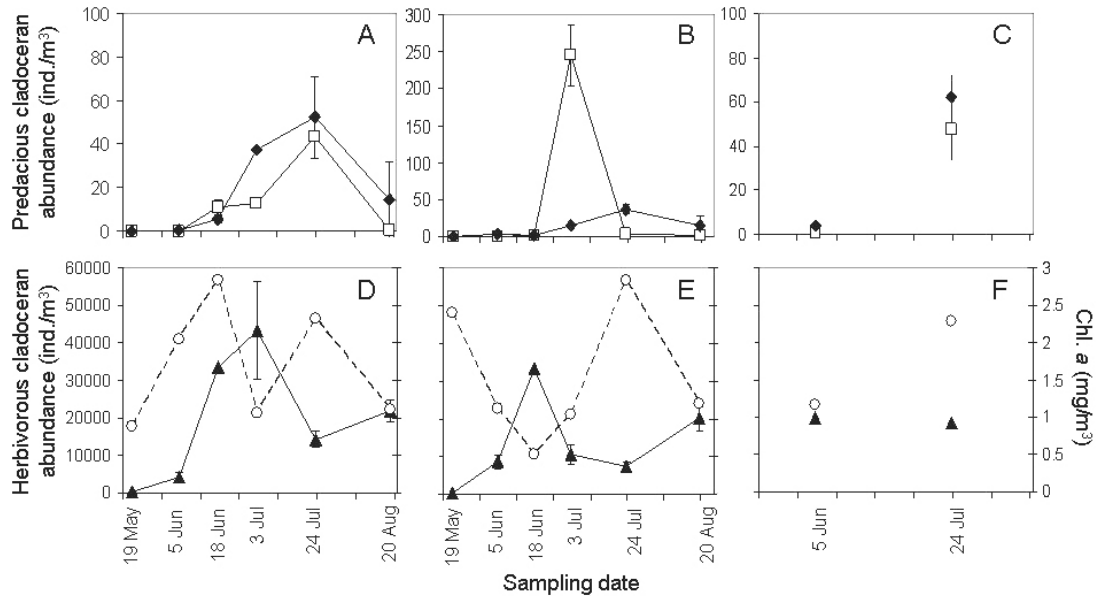 Predacious cladoceran
abundance (ind./m³)
100
80
60
40
20
0
A
300
250
200
150
100
50
0
B
100
80
60
40
20
0
C
Herbivorous cladoceran
abundance (ind./m³)
60000
50000
40000
30000
20000
10000
0
D
E
F
3
2.5
2
1.5
1
0.5
0
Chl. a (mg/m³)
19 May
5 Jun
18 Jun
3 Jul
24 Jul
20 Aug
19 May
5 Jun
18 Jun
3 Jul
24 Jul
20 Aug
5 Jun
24 Jul
Sampling date